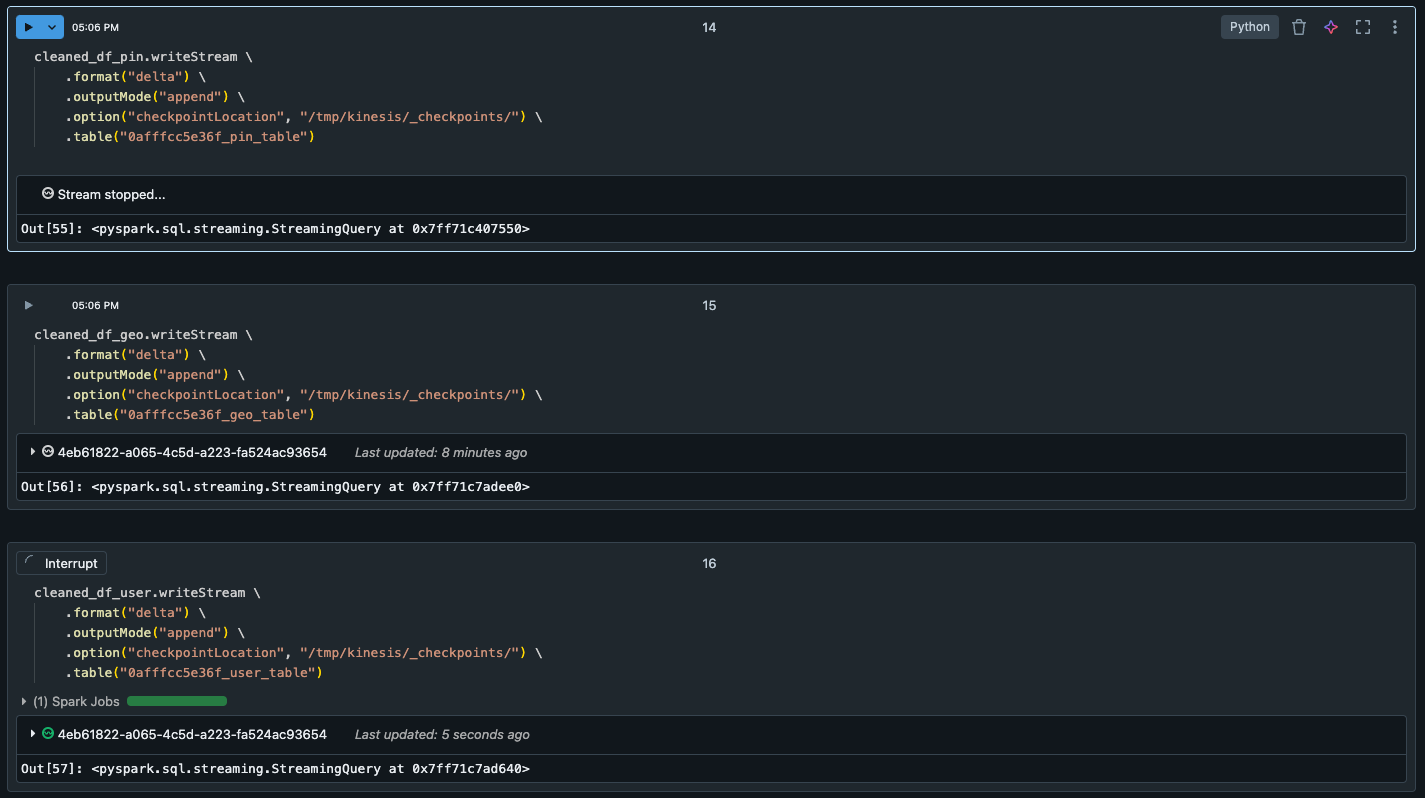 05:06 PM 14 Python
cleaned_df_pin.writeStream \
.format("delta") \
.outputMode("append") \
.option("checkpointLocation", "/tmp/kinesis/_checkpoints/") \
.table("0afffcc5e36f_pin_table")
Stream stopped...
Out[55]: <pyspark.sql.streaming.StreamingQuery at 0x7ff71c407550>
05:06 PM 15
cleaned_df_geo.writeStream \
.format("delta") \
.outputMode("append") \
.option("checkpointLocation", "/tmp/kinesis/_checkpoints/") \
.table("0afffcc5e36f_geo_table")
4eb61822-a065-4c5d-a223-fa524ac93654 Last updated: 8 minutes ago
Out[56]: <pyspark.sql.streaming.StreamingQuery at 0x7ff71c7adee0>
Interrupt 16
cleaned_df_user.writeStream \
.format("delta") \
.outputMode("append") \
.option("checkpointLocation", "/tmp/kinesis/_checkpoints/") \
.table("0afffcc5e36f_user_table")
(1) Spark Jobs
4eb61822-a065-4c5d-a223-fa524ac93654 Last updated: 5 seconds ago
Out[57]: <pyspark.sql.streaming.StreamingQuery at 0x7ff71c7ad640>